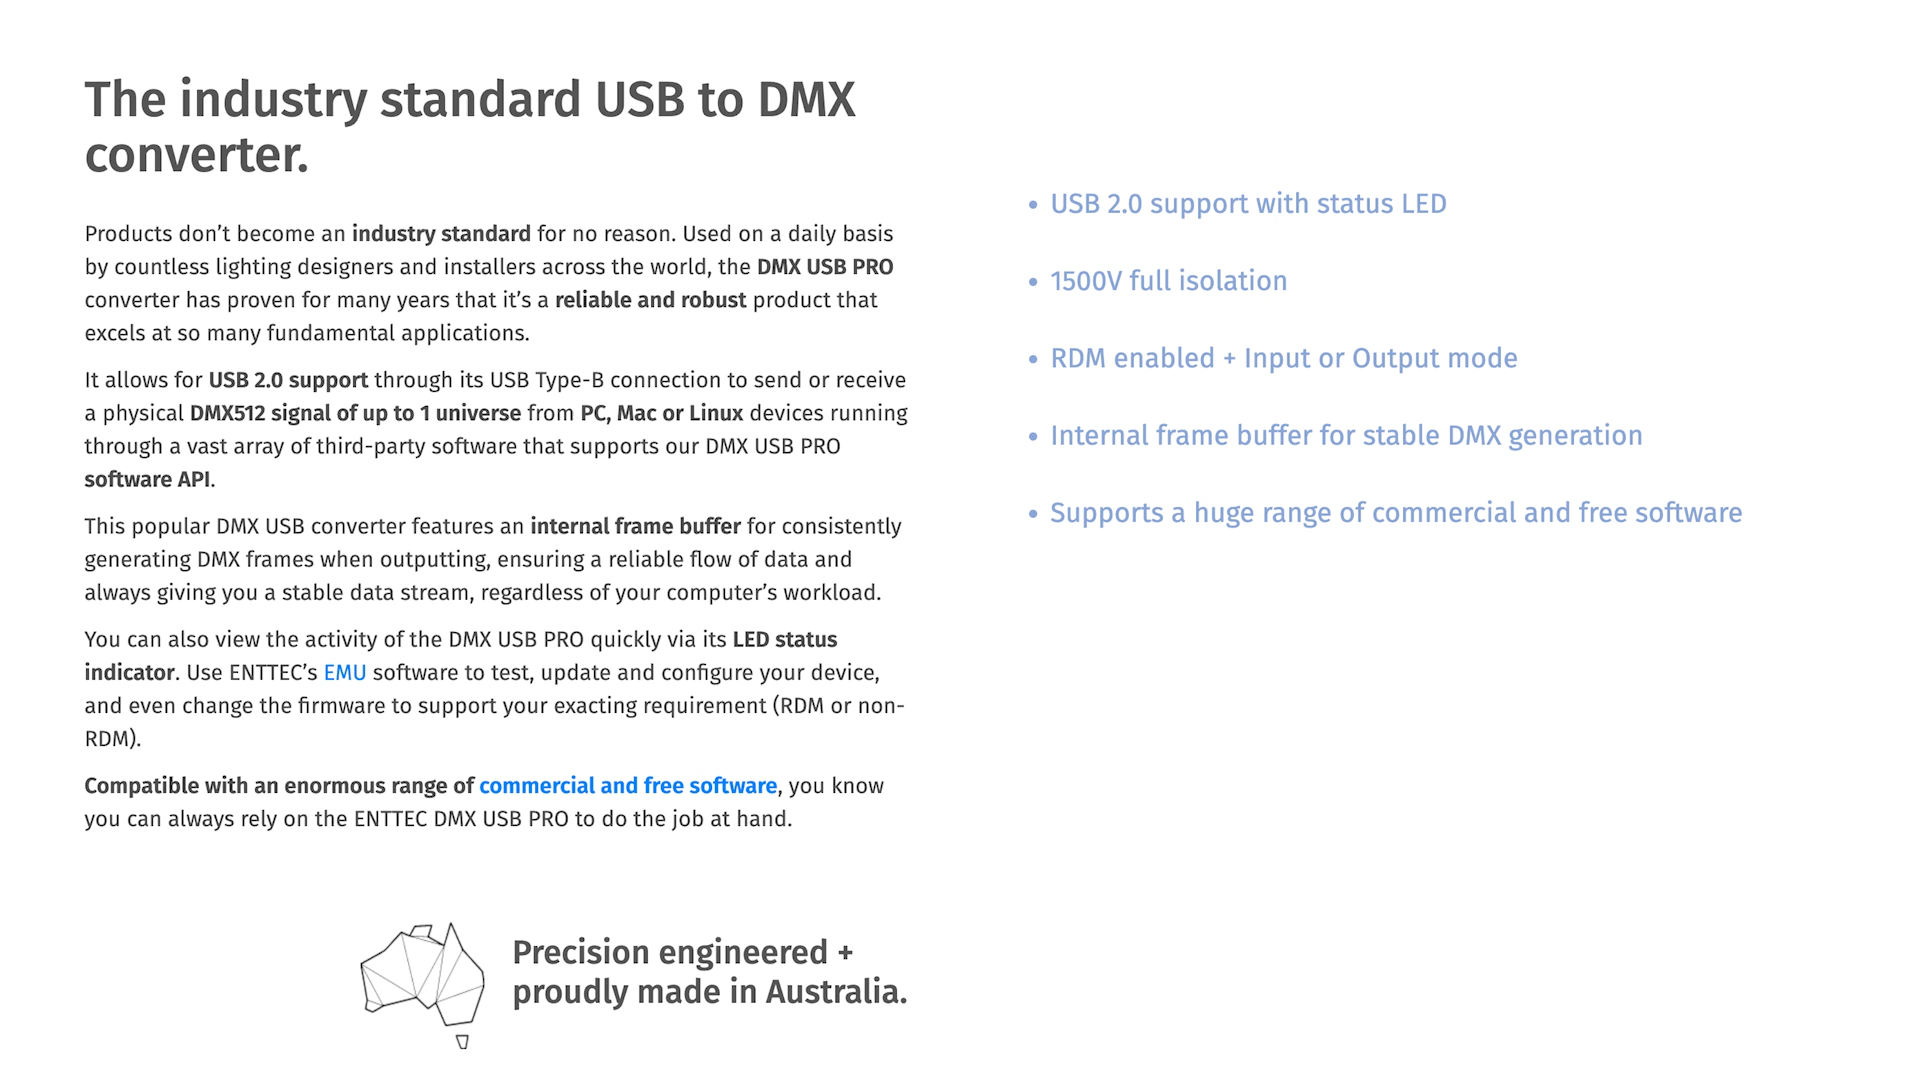 The industry standard USB to DMX
converter.
Products don’t become an industry standard for no reason. Used on a daily basis
by countless lighting designers and installers across the world, the DMX USB PRO
converter has proven for many years that it’s a reliable and robust product that
excels at so many fundamental applications.
It allows for USB 2.0 support through its USB Type-B connection to send or receive
a physical DMX512 signal of up to 1 universe from PC, Mac or Linux devices running
through a vast array of third-party software that supports our DMX USB PRO
software API.
This popular DMX USB converter features an internal frame buffer for consistently
generating DMX frames when outputting, ensuring a reliable flow of data and
always giving you a stable data stream, regardless of your computer’s workload.
You can also view the activity of the DMX USB PRO quickly via its LED status
indicator. Use ENTTEC’s EMU software to test, update and configure your device,
and even change the firmware to support your exacting requirement (RDM or non-
RDM).
Compatible with an enormous range of commercial and free software, you know
you can always rely on the ENTTEC DMX USB PRO to do the job at hand.
Precision engineered +
proudly made in Australia.
• USB 2.0 support with status LED
• 1500V full isolation
• RDM enabled + Input or Output mode
• Internal frame buffer for stable DMX generation
• Supports a huge range of commercial and free software